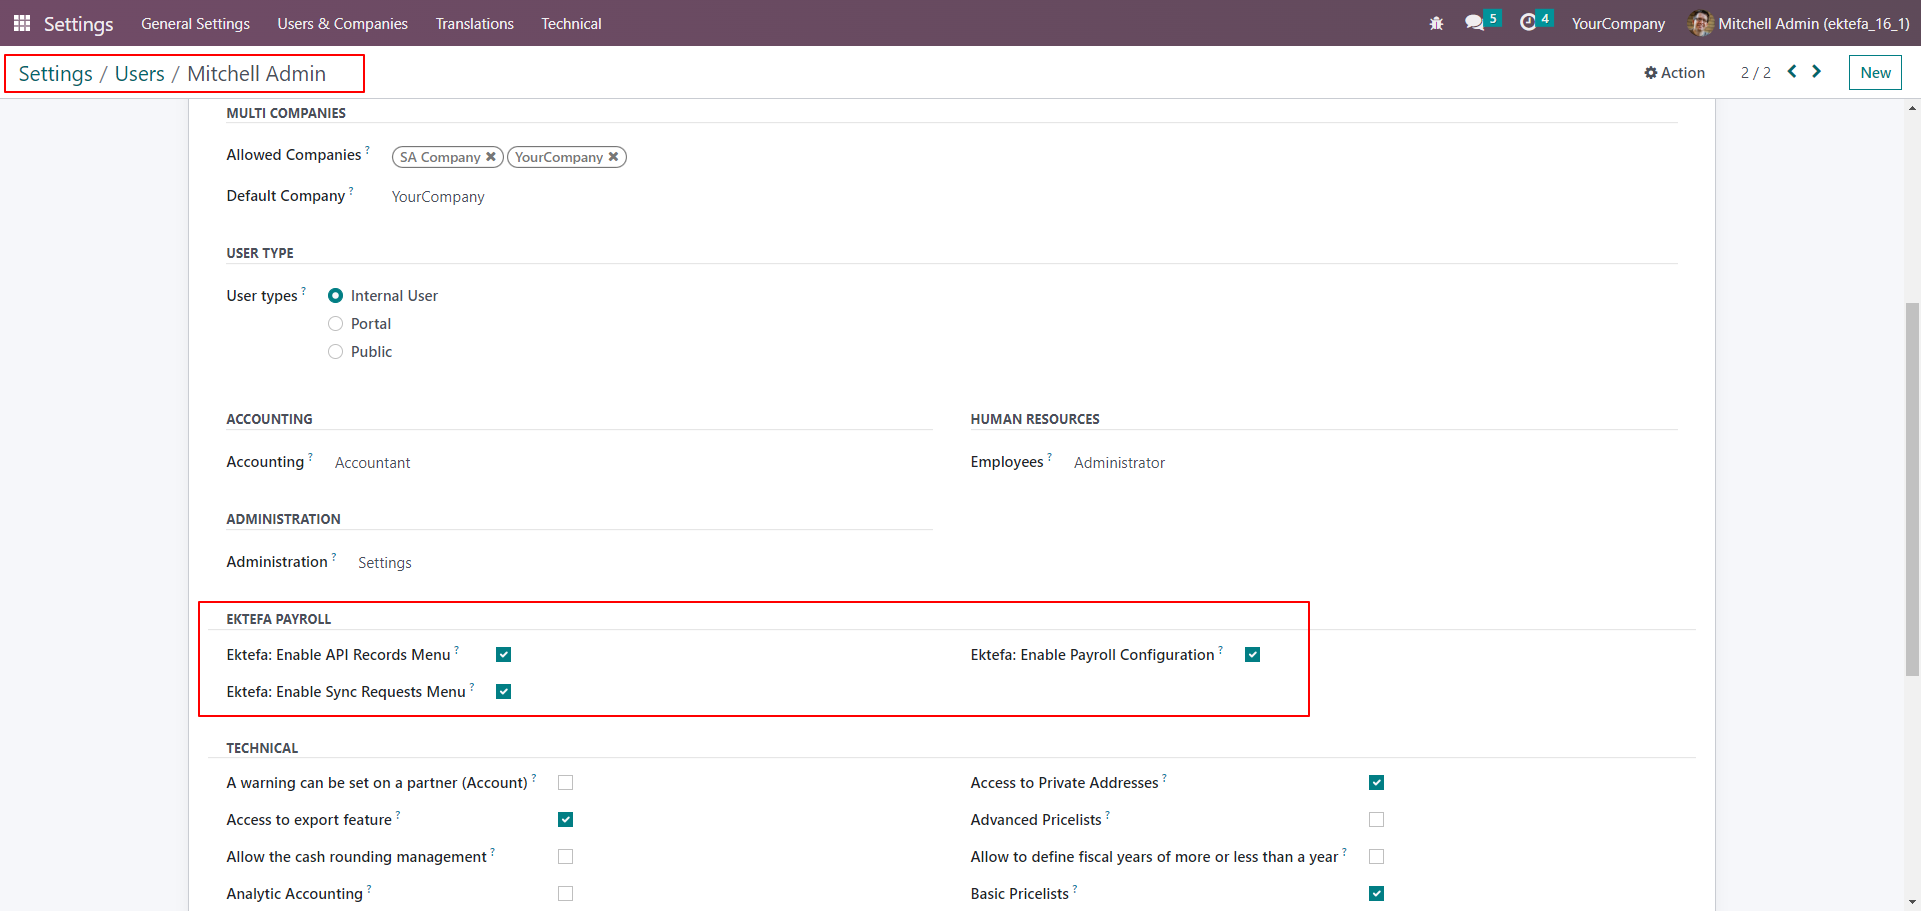 Settings General Settings Users & Companies Translations Technical 5 4 YourCompany Mitchell Admin (ektefa_16_1)
Settings / Users / Mitchell Admin Action 2 / 2 New
MULTI COMPANIES
Allowed Companies ? SA Company ✖ YourCompany ✖
Default Company ? YourCompany
USER TYPE
User types ? Internal User
Portal
Public
ACCOUNTING HUMAN RESOURCES
Accounting ? Accountant Employees ? Administrator
ADMINISTRATION
Administration ? Settings
EKTEFA PAYROLL
Ektefa: Enable API Records Menu ? Ektefa: Enable Payroll Configuration ?
Ektefa: Enable Sync Requests Menu ?
TECHNICAL
A warning can be set on a partner (Account) ? Access to Private Addresses ?
Access to export feature ? Advanced Pricelists ?
Allow the cash rounding management ? Allow to define fiscal years of more or less than a year ?
Analytic Accounting ? Basic Pricelists ?